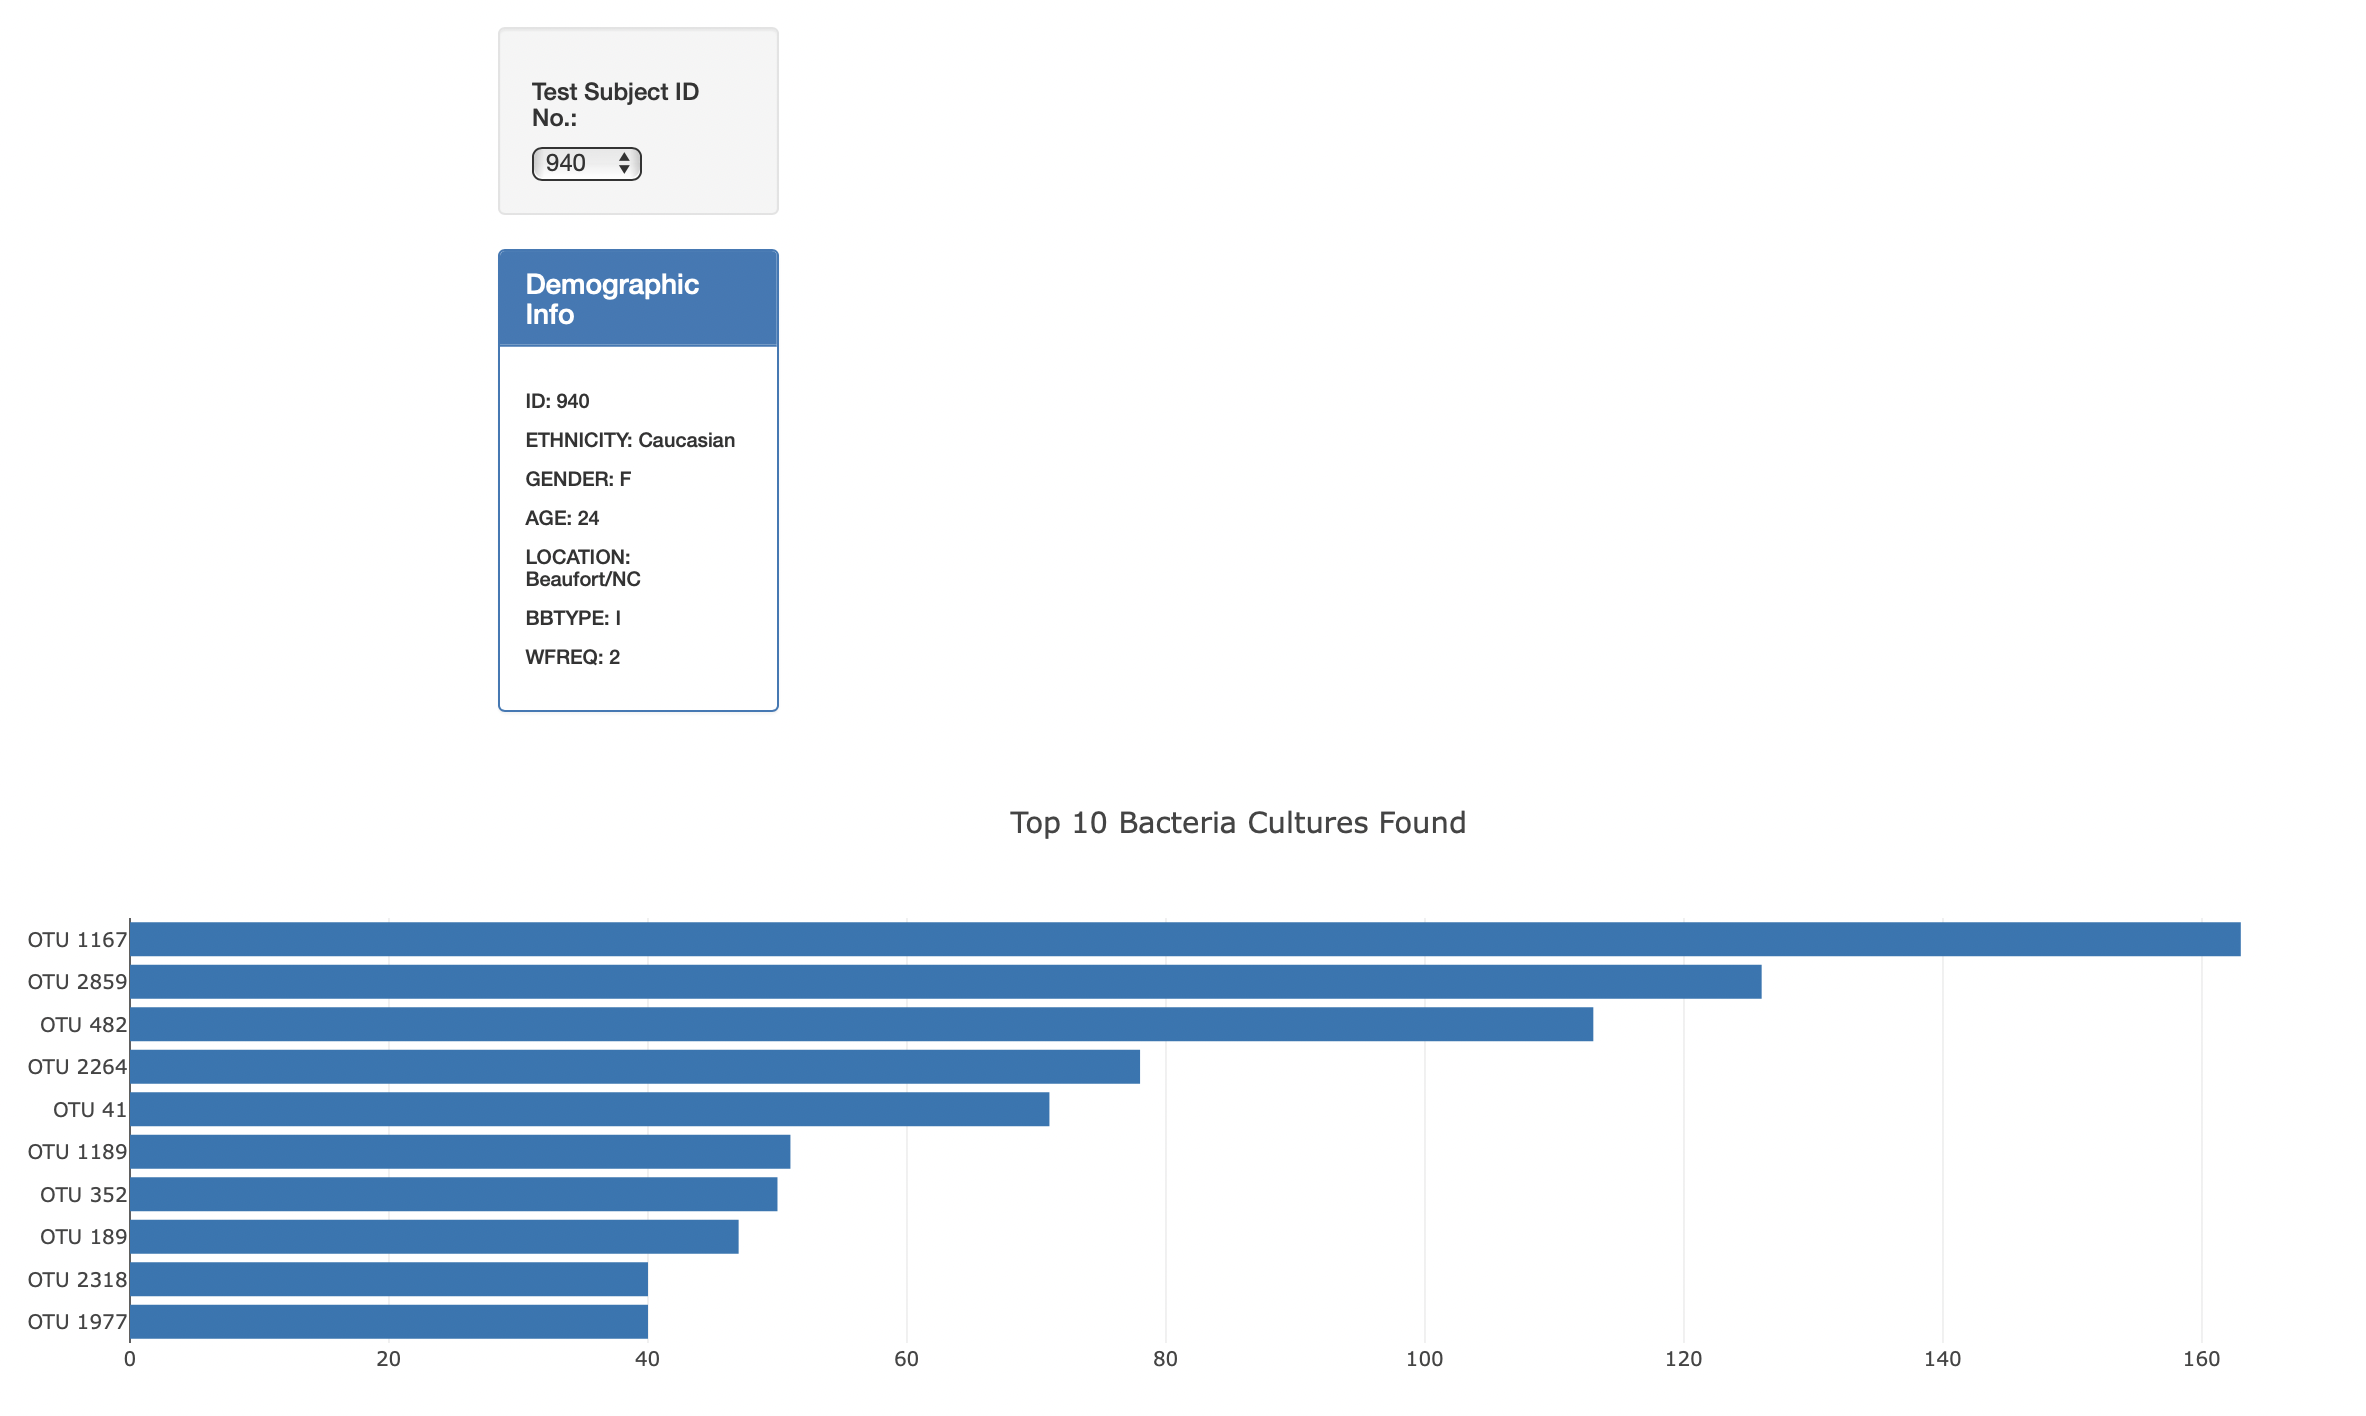 Test Subject ID
No.:
940
Demographic
Info
ID: 940
ETHNICITY: Caucasian
GENDER: F
AGE: 24
LOCATION:
Beaufort/NC
BBTYPE: I
WFREQ: 2
Top 10 Bacteria Cultures Found
OTU 1167
OTU 2859
OTU 482
OTU 2264
OTU 41
OTU 1189
OTU 352
OTU 189
OTU 2318
OTU 1977
0 20 40 60 80 100 120 140 160